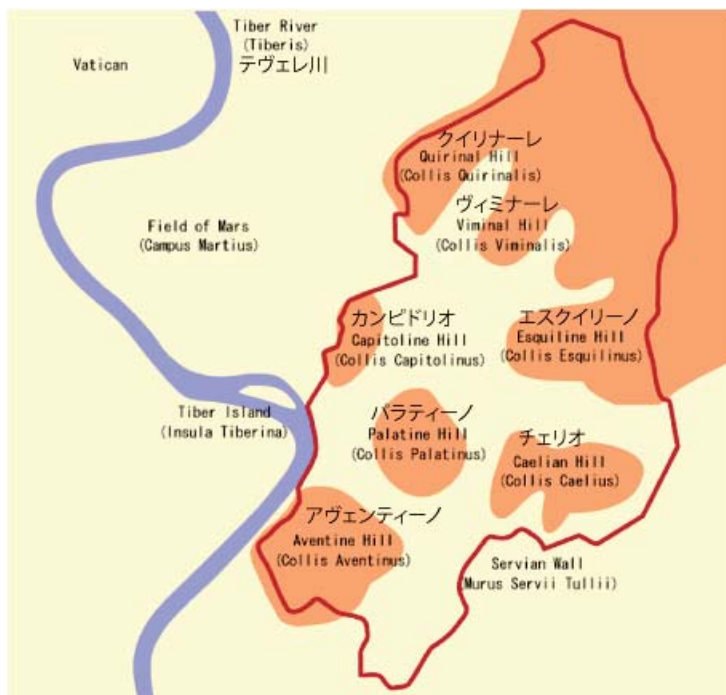 Tiber River
(Tiberis)
テヴェレ川
Vatican
クイリナーレ
Quirinal Hill
(Collis Quirinalis)
ヴィミナーレ
Viminal Hill
(Collis Viminalis)
Field of Mars
(Campus Martius)
カンピドリオ
Capitoline Hill
(Collis Capitolinus)
エスクイリーノ
Esquiline Hill
(Collis Esquilinus)
Tiber Island
(Insula Tiberina)
パラティーノ
Palatine Hill
(Collis Palatinus)
チェリオ
Caelian Hill
(Collis Caelius)
アヴェンティーノ
Aventine Hill
(Collis Aventinus)
Servian Wall
(Murus Servii Tullii)